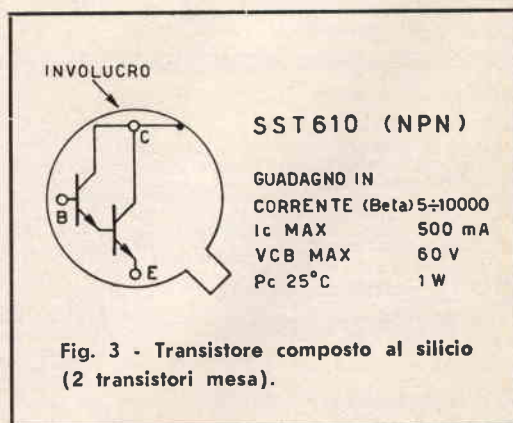 INVOLUCRO
C
B
E
SST610 (NPN)
GUADAGNO IN
CORRENTE (Beta) 5÷10000
Ic MAX 500 mA
VCB MAX 60 V
Pc 25°C 1 W
Fig. 3 - Transistore composto al silicio
(2 transistori mesa).